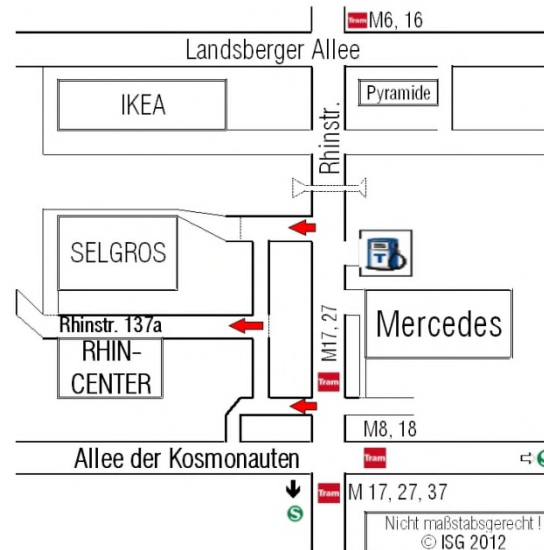 Tram M6, 16
Landsberger Allee
IKEA
Pyramide
Rhinstr.
SELGROS
T
Rhinstr. 137a
M17, 27
Mercedes
RHIN-
CENTER
Tram
M8, 18
Allee der Kosmonauten
Tram
S
S
Tram M 17, 27, 37
Nicht maßstabsgerecht !
© ISG 2012